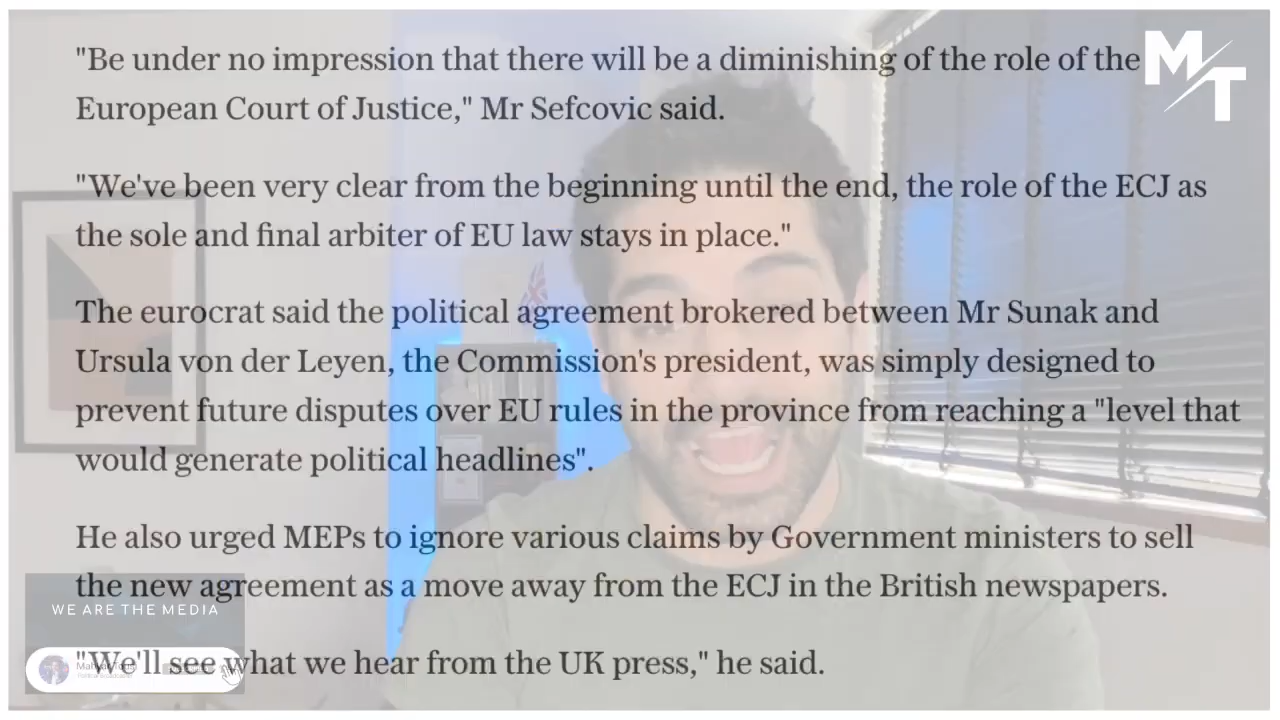 "Be under no impression that there will be a diminishing of the role of the
European Court of Justice," Mr Sefcovic said.
"We've been very clear from the beginning until the end, the role of the ECJ as
the sole and final arbiter of EU law stays in place."
The eurocrat said the political agreement brokered between Mr Sunak and
Ursula von der Leyen, the Commission's president, was simply designed to
prevent future disputes over EU rules in the province from reaching a "level that
would generate political headlines".
He also urged MEPs to ignore various claims by Government ministers to sell
the new agreement as a move away from the ECJ in the British newspapers.
"We'll see what we hear from the UK press," he said.
M/T
WE ARE THE MEDIA